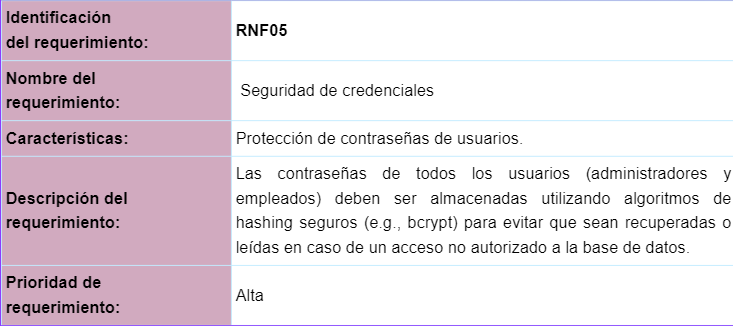 Identificación
del requerimiento:
RNF05
Nombre del
requerimiento:
Seguridad de credenciales
Características:
Protección de contraseñas de usuarios.
Descripción del
requerimiento:
Las contraseñas de todos los usuarios (administradores y
empleados) deben ser almacenadas utilizando algoritmos de
hashing seguros (e.g., bcrypt) para evitar que sean recuperadas o
leídas en caso de un acceso no autorizado a la base de datos.
Prioridad de
requerimiento:
Alta